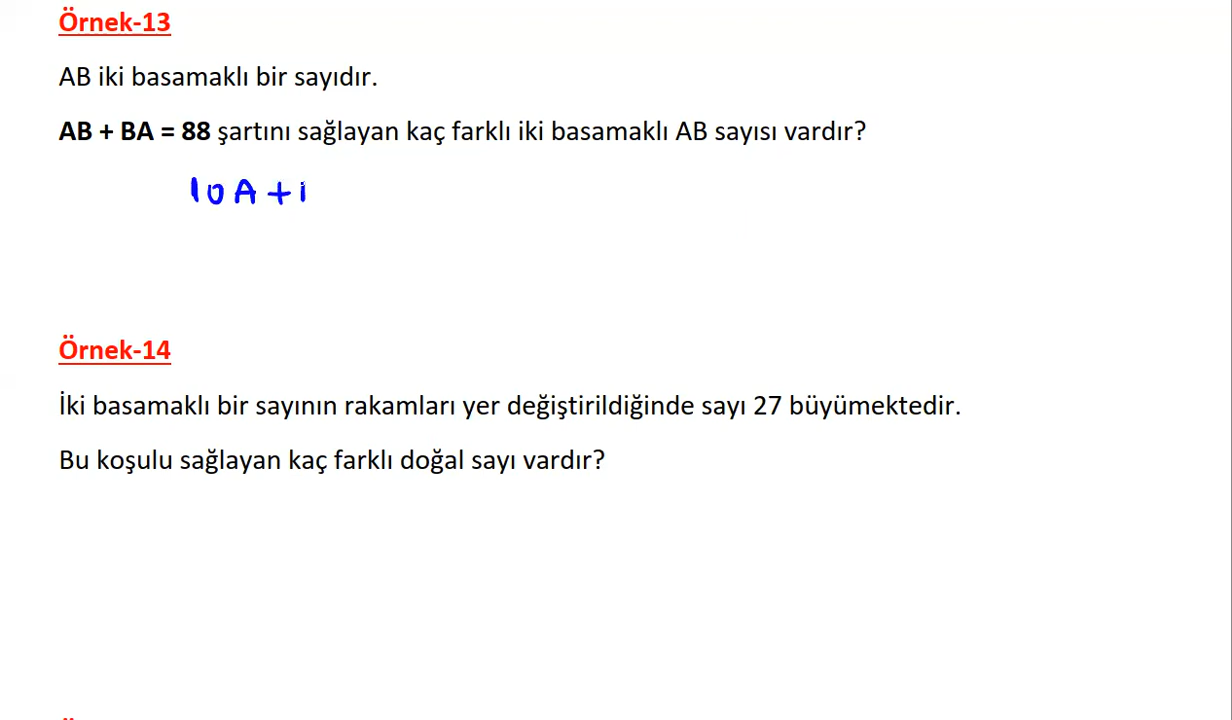 Örnek-13
AB iki basamaklı bir sayıdır.
AB + BA = 88 şartını sağlayan kaç farklı iki basamaklı AB sayısı vardır?
10A+
Örnek-14
İki basamaklı bir sayının rakamları yer değiştirildiğinde sayı 27 büyümektedir.
Bu koşulu sağlayan kaç farklı doğal sayı vardır?